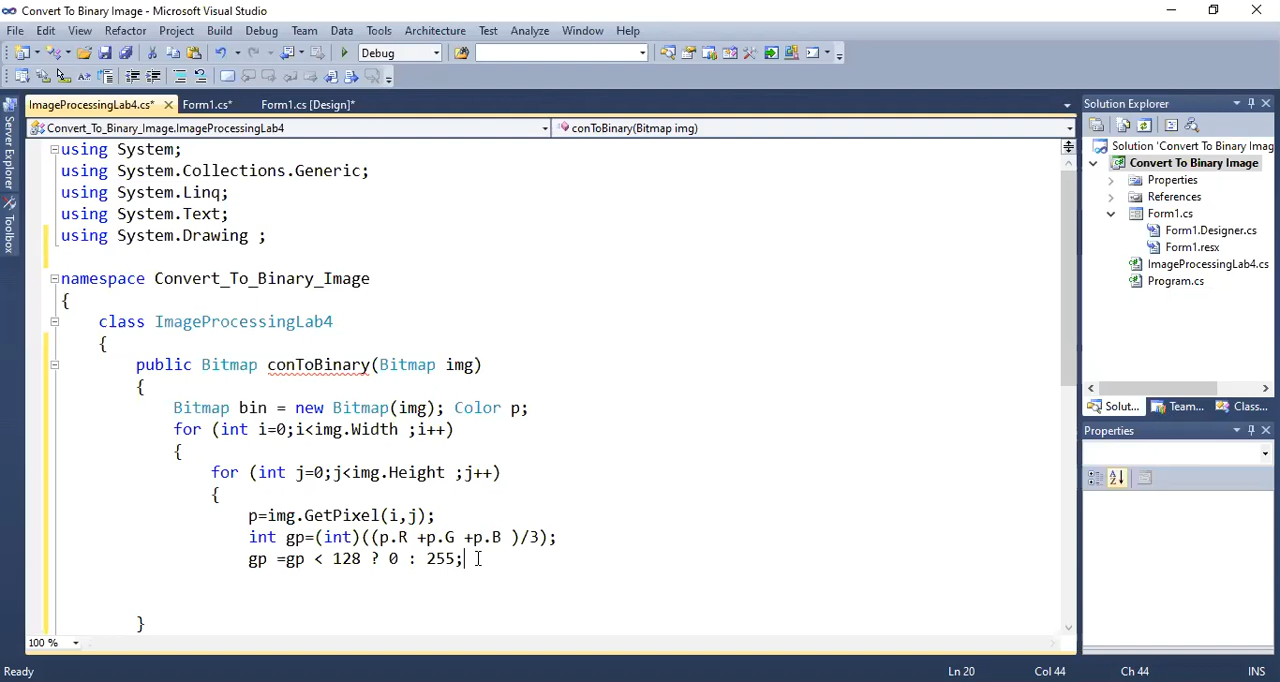 Convert To Binary Image - Microsoft Visual Studio
File Edit View Refactor Project Build Debug Team Data Tools Architecture Test Analyze Window Help
Debug
ImageProcessingLab4.cs* Form1.cs* Form1.cs [Design]*
Convert_To_Binary_Image.ImageProcessingLab4 conToBinary(Bitmap img)
Server Explorer
Toolbox
using System;
using System.Collections.Generic;
using System.Linq;
using System.Text;
using System.Drawing ;
namespace Convert_To_Binary_Image
{
class ImageProcessingLab4
{
public Bitmap conToBinary(Bitmap img)
{
Bitmap bin = new Bitmap(img); Color p;
for (int i=0;i<img.Width ;i++)
{
for (int j=0;j<img.Height ;j++)
{
p=img.GetPixel(i,j);
int gp=(int)((p.R +p.G +p.B )/3);
gp =gp < 128 ? 0 : 255;
}
100 %
Solution Explorer
Solution 'Convert To Binary Imag
Convert To Binary Image
Properties
References
Form1.cs
Form1.Designer.cs
Form1.resx
ImageProcessingLab4.cs
Program.cs
Solut... Team... Class...
Properties
Ready Ln 20 Col 44 Ch 44 INS